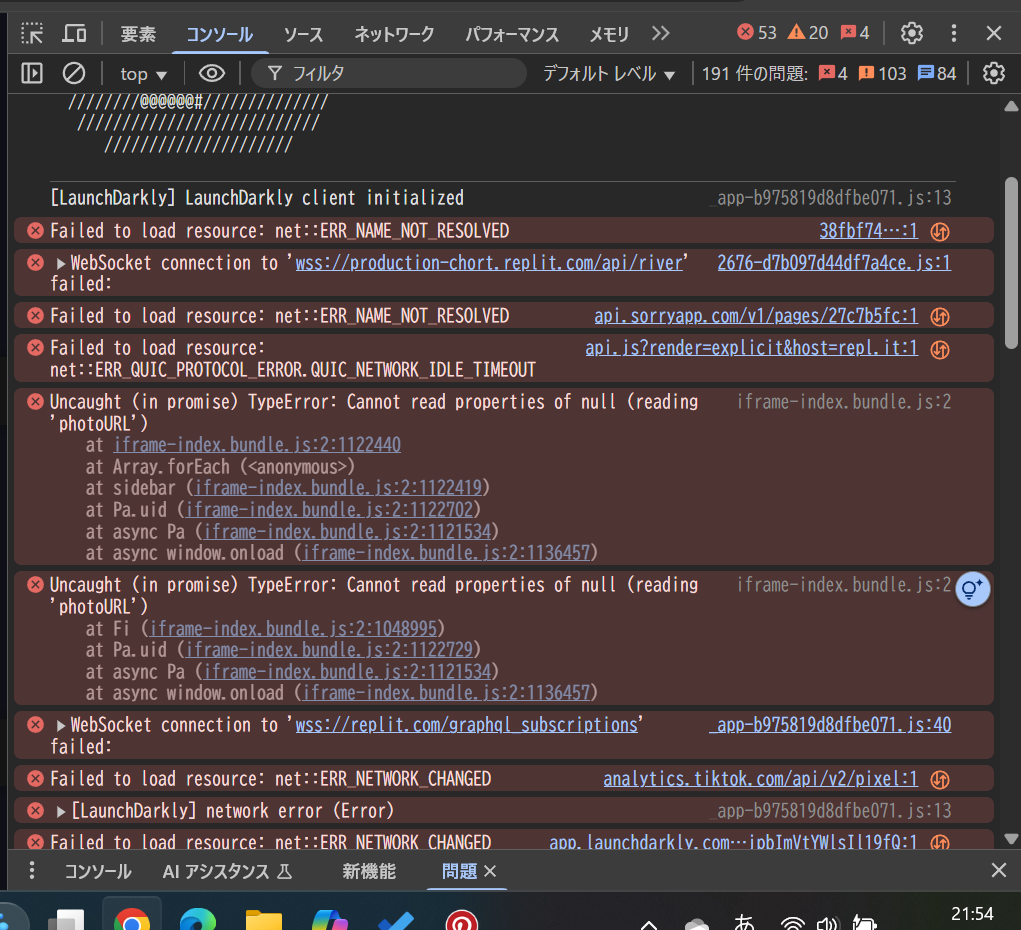 要素 コンソール ソース ネットワーク パフォーマンス メモリ 53 20 4
top フィルタ デフォルト レベル 191 件の問題: 4 103 84
////////@@@@@@#//////////////
///////////////////////////
/////////////////////
[LaunchDarkly] LaunchDarkly client initialized _app-b975819d8dfbe071.js:13
Failed to load resource: net::ERR_NAME_NOT_RESOLVED 38fbf74…:1
WebSocket connection to 'wss://production-chort.replit.com/api/river' 2676-d7b097d44df7a4ce.js:1
failed:
Failed to load resource: net::ERR_NAME_NOT_RESOLVED api.sorryapp.com/v1/pages/27c7b5fc:1
Failed to load resource: api.js?render=explicit&host=repl.it:1
net::ERR_QUIC_PROTOCOL_ERROR.QUIC_NETWORK_IDLE_TIMEOUT
Uncaught (in promise) TypeError: Cannot read properties of null (reading iframe-index.bundle.js:2
'photoURL')
at iframe-index.bundle.js:2:1122440
at Array.forEach (<anonymous>)
at sidebar (iframe-index.bundle.js:2:1122419)
at Pa.uid (iframe-index.bundle.js:2:1122702)
at async Pa (iframe-index.bundle.js:2:1121534)
at async window.onload (iframe-index.bundle.js:2:1136457)
Uncaught (in promise) TypeError: Cannot read properties of null (reading iframe-index.bundle.js:2
'photoURL')
at Fi (iframe-index.bundle.js:2:1048995)
at Pa.uid (iframe-index.bundle.js:2:1122729)
at async Pa (iframe-index.bundle.js:2:1121534)
at async window.onload (iframe-index.bundle.js:2:1136457)
WebSocket connection to 'wss://replit.com/graphql_subscriptions' _app-b975819d8dfbe071.js:40
failed:
Failed to load resource: net::ERR_NETWORK_CHANGED analytics.tiktok.com/api/v2/pixel:1
[LaunchDarkly] network error (Error) _app-b975819d8dfbe071.js:13
Failed to load resource: net::ERR_NETWORK_CHANGED app.launchdarkly.com…jpbImVtYWlsIl19fQ:1
コンソール AI アシスタンス 新機能 問題
あ 21:54